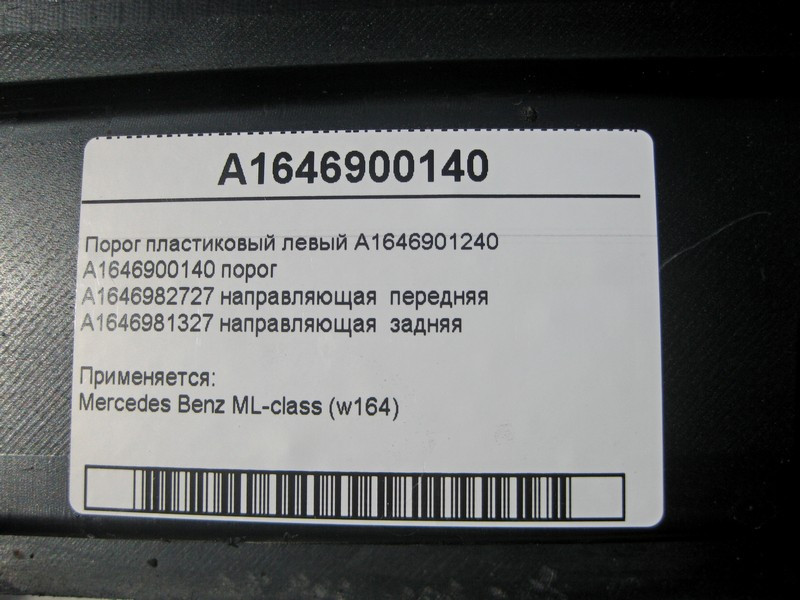 A1646900140
Порог пластиковый левый A1646901240
A1646900140 порог
A1646982727 направляющая передняя
A1646981327 направляющая задняя
Применяется:
Mercedes Benz ML-class (w164)